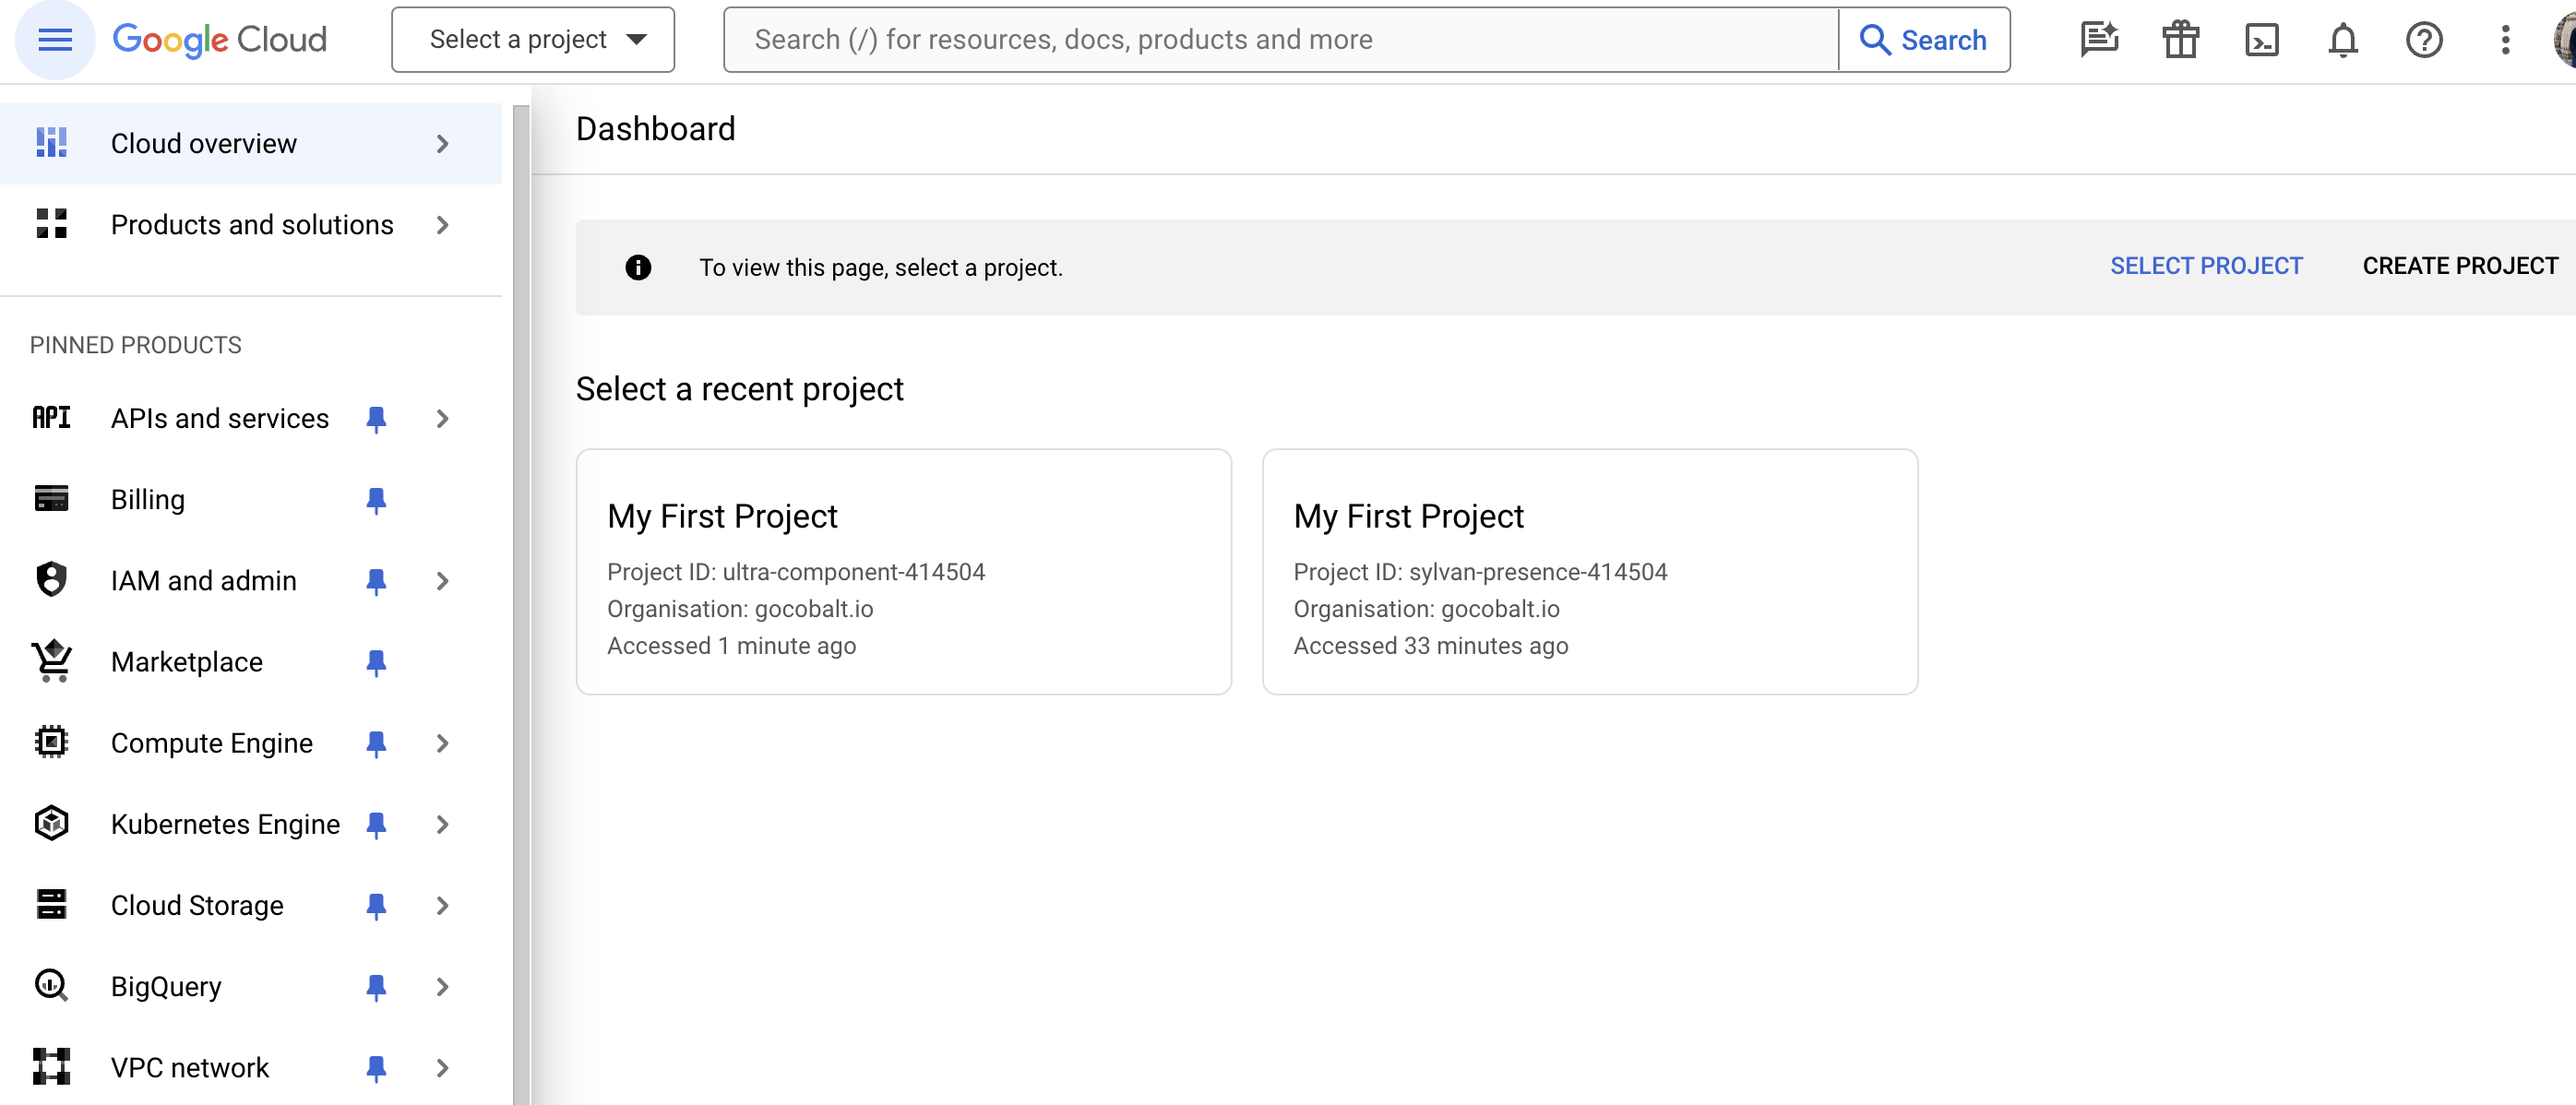 Google Cloud
Select a project
Search (/) for resources, docs, products and more
Search
Cloud overview
Products and solutions
PINNED PRODUCTS
API APIs and services
Billing
IAM and admin
Marketplace
Compute Engine
Kubernetes Engine
Cloud Storage
BigQuery
VPC network
Dashboard
To view this page, select a project.
SELECT PROJECT
CREATE PROJECT
Select a recent project
My First Project
Project ID: ultra-component-414504
Organisation: gocobalt.io
Accessed 1 minute ago
My First Project
Project ID: sylvan-presence-414504
Organisation: gocobalt.io
Accessed 33 minutes ago